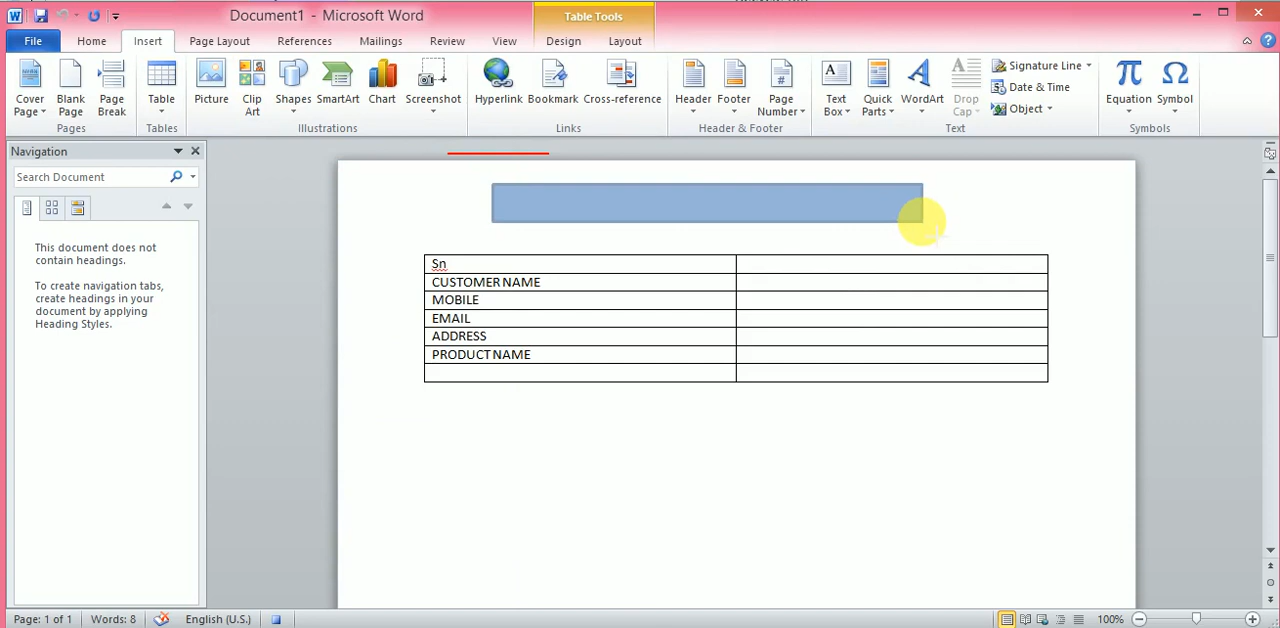 Document1 - Microsoft Word
Table Tools
File Home Insert Page Layout References Mailings Review View Design Layout
Cover Page
Blank Page
Page Break
Table
Picture
Clip Art
Shapes
SmartArt
Chart
Screenshot
Hyperlink
Bookmark
Cross-reference
Header
Footer
Page Number
Text Box
Quick Parts
WordArt
Drop Cap
Signature Line
Date & Time
Object
Equation
Symbol
Pages Tables Illustrations Links Header & Footer Text Symbols
Navigation
Search Document
This document does not
contain headings.
To create navigation tabs,
create headings in your
document by applying
Heading Styles.
Sn
CUSTOMER NAME
MOBILE
EMAIL
ADDRESS
PRODUCT NAME
Page: 1 of 1 Words: 8 English (U.S.) 100%